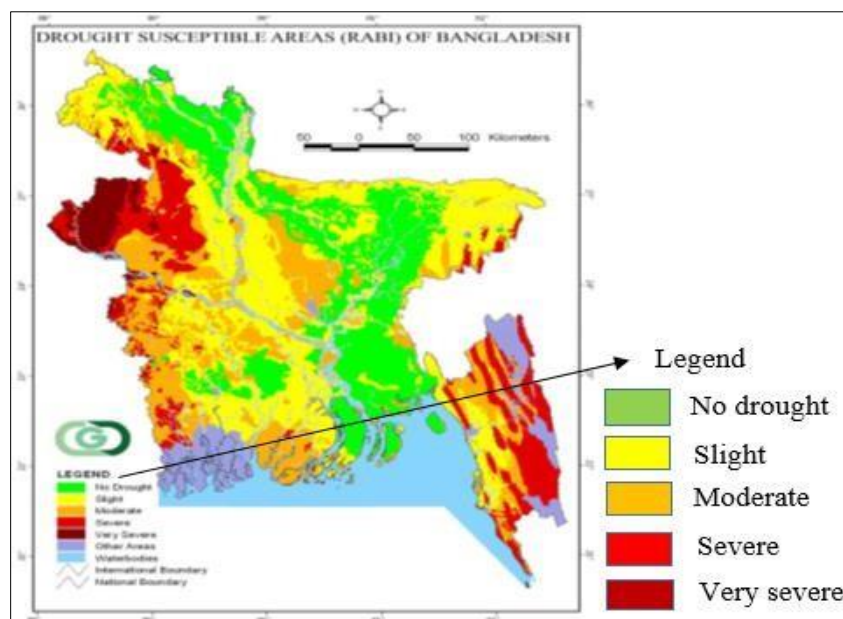 DROUGHT SUSCEPTIBLE AREAS (RABI) OF BANGLADESH
50 0 50 100 Kilometers
LEGEND
No Drought
Slight
Moderate
Severe
Very Severe
Other Areas
Waterbodies
International Boundary
National Boundary
Legend
No drought
Slight
Moderate
Severe
Very severe